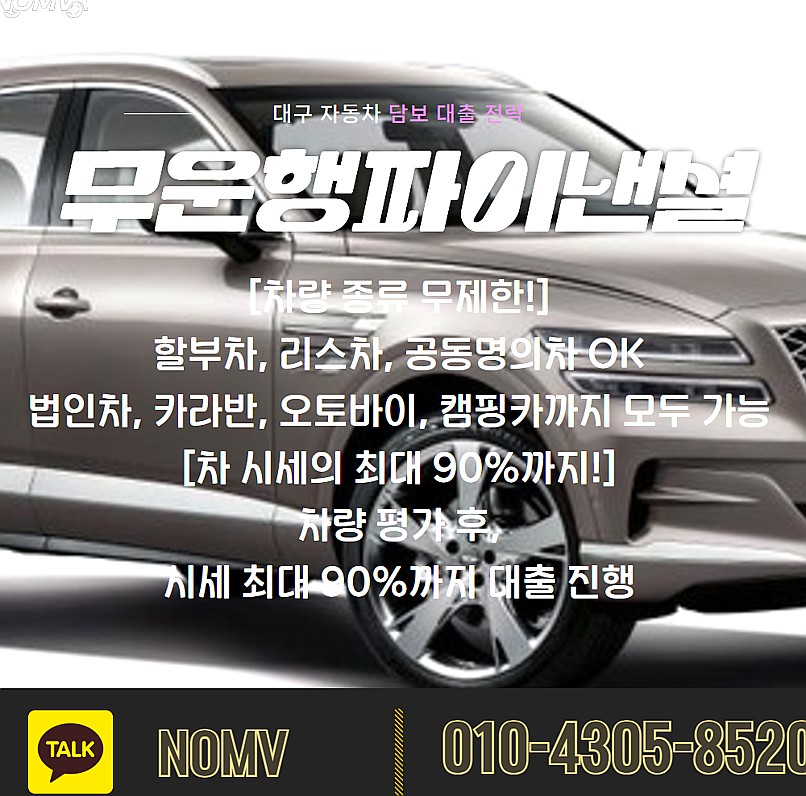 NOMV
대구 자동차 담보 대출 전략
무운행파이낸셜
[차량 종류 무제한!]
할부차, 리스차, 공동명의차 OK
법인차, 카라반, 오토바이, 캠핑카까지 모두 가능
[차 시세의 최대 90%까지!]
차량 평가 후,
시세 최대 90%까지 대출 진행
TALK
NOMV
010-4305-8520